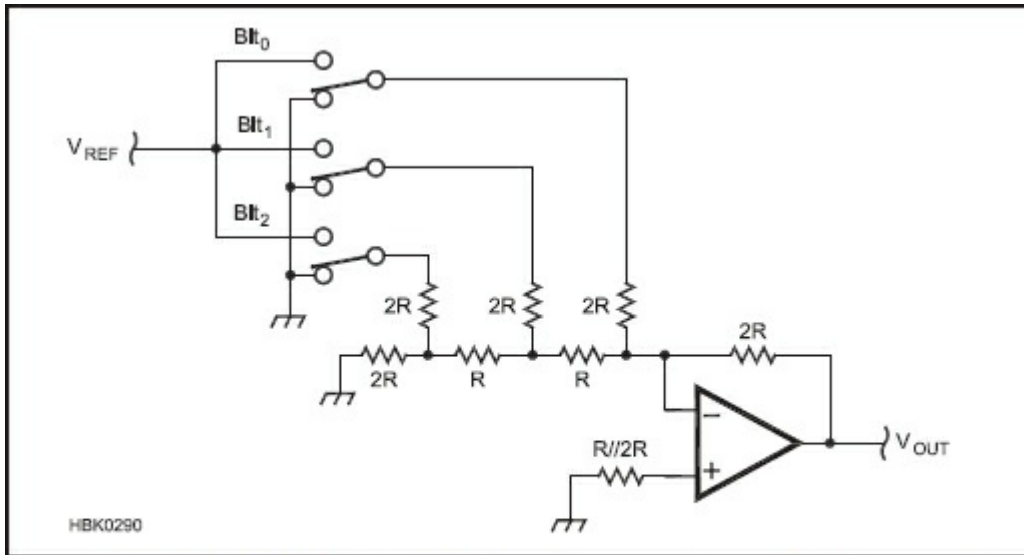 Bit0
VREF
Bit1
Bit2
2R
2R
2R
2R
R
R
2R
R//2R
−
+
VOUT
HBK0290